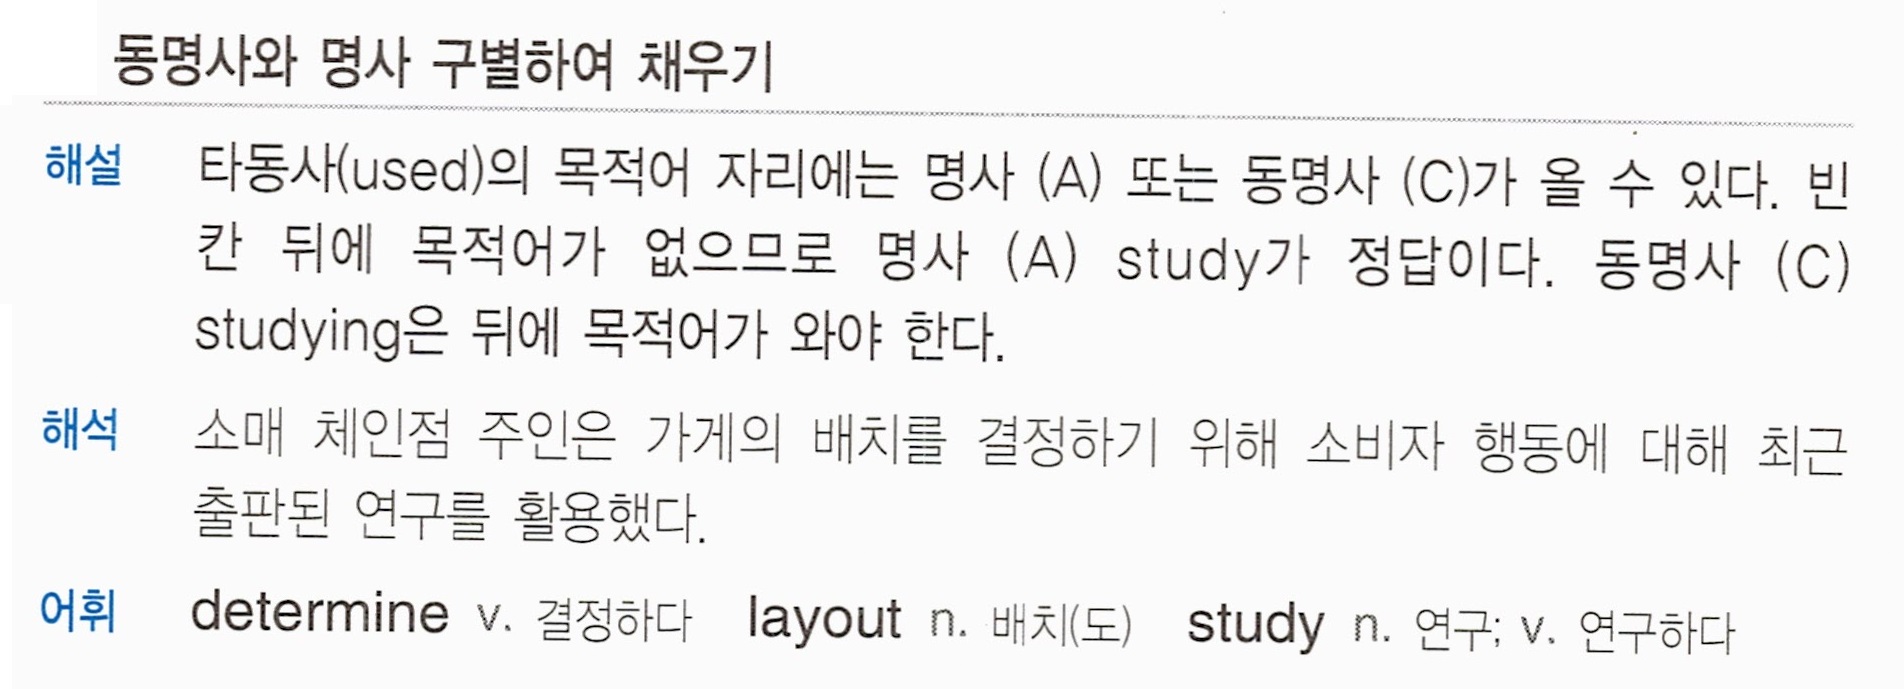 동명사와 명사 구별하여 채우기
해설 타동사(used)의 목적어 자리에는 명사 (A) 또는 동명사 (C)가 올 수 있다. 빈
칸 뒤에 목적어가 없으므로 명사 (A) study가 정답이다. 동명사 (C)
studying은 뒤에 목적어가 와야 한다.
해석 소매 체인점 주인은 가게의 배치를 결정하기 위해 소비자 행동에 대해 최근
출판된 연구를 활용했다.
어휘 determine v. 결정하다 layout n. 배치(도) study n. 연구; v. 연구하다